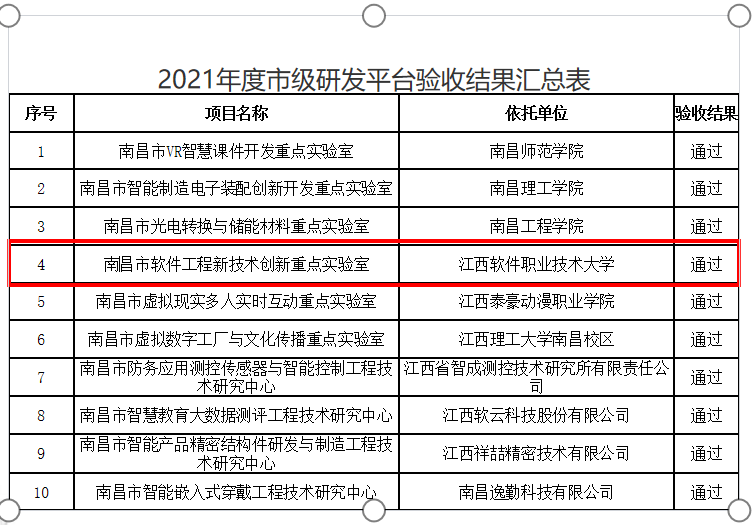 2021年度市级研发平台验收结果汇总表
序号 项目名称 依托单位 验收结果
1 南昌市VR智慧课件开发重点实验室 南昌师范学院 通过
2 南昌市智能制造电子装配创新开发重点实验室 南昌理工学院 通过
3 南昌市光电转换与储能材料重点实验室 南昌工程学院 通过
4 南昌市软件工程新技术创新重点实验室 江西软件职业技术大学 通过
5 南昌市虚拟现实多人实时互动重点实验室 江西泰豪动漫职业学院 通过
6 南昌市虚拟数字工厂与文化传播重点实验室 江西理工大学南昌校区 通过
7 南昌市防务应用测控传感器与智能控制工程技
术研究中心 江西省智成测控技术研究所有限责任公
司 通过
8 南昌市智慧教育大数据测评工程技术研究中心 江西软云科技股份有限公司 通过
9 南昌市智能产品精密结构件研发与制造工程技
术研究中心 江西祥喆精密技术有限公司 通过
10 南昌市智能嵌入式穿戴工程技术研究中心 南昌逸勤科技有限公司 通过